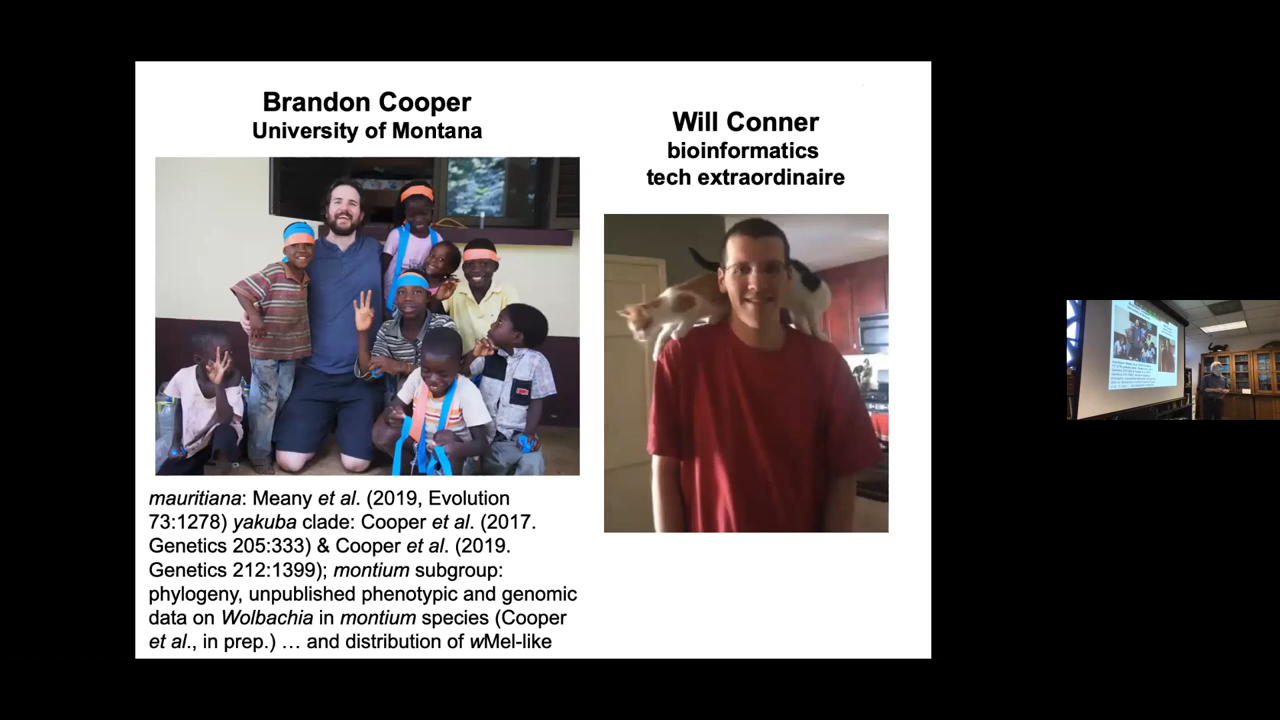 Brandon Cooper
University of Montana
Will Conner
bioinformatics
tech extraordinaire
mauritiana: Meany et al. (2019, Evolution
73:1278) yakuba clade: Cooper et al. (2017.
Genetics 205:333) & Cooper et al. (2019.
Genetics 212:1399); montium subgroup:
phylogeny, unpublished phenotypic and genomic
data on Wolbachia in montium species (Cooper
et al., in prep.) … and distribution of wMel-like